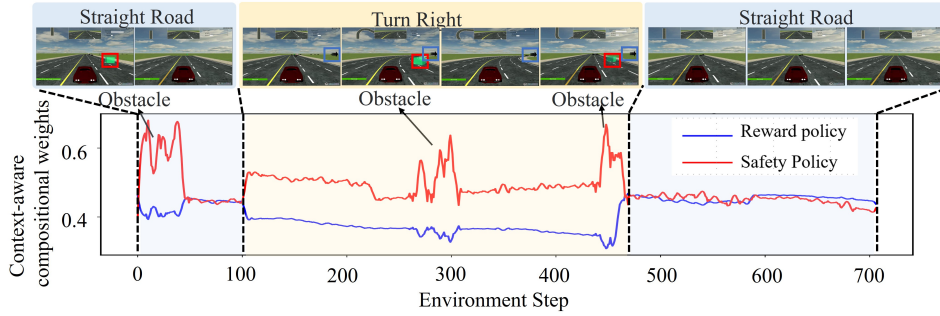 Straight Road
Turn Right
Straight Road
Obstacle
Obstacle
Obstacle
Context-aware
compositional weights
0.6
0.4
Reward policy
Safety Policy
0
100
200
300
400
500
600
700
Environment Step